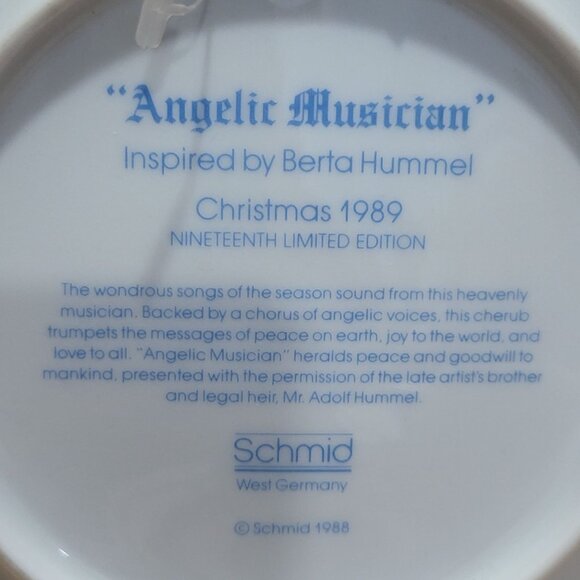 "Angelic Musician"
Inspired by Berta Hummel
Christmas 1989
NINETEENTH LIMITED EDITION
The wondrous songs of the season sound from this heavenly
musician. Backed by a chorus of angelic voices, this cherub
trumpets the messages of peace on earth, joy to the world, and
love to all. "Angelic Musician" heralds peace and goodwill to
mankind, presented with the permission of the late artist's brother
and legal heir, Mr. Adolf Hummel.
Schmid
West Germany
© Schmid 1988